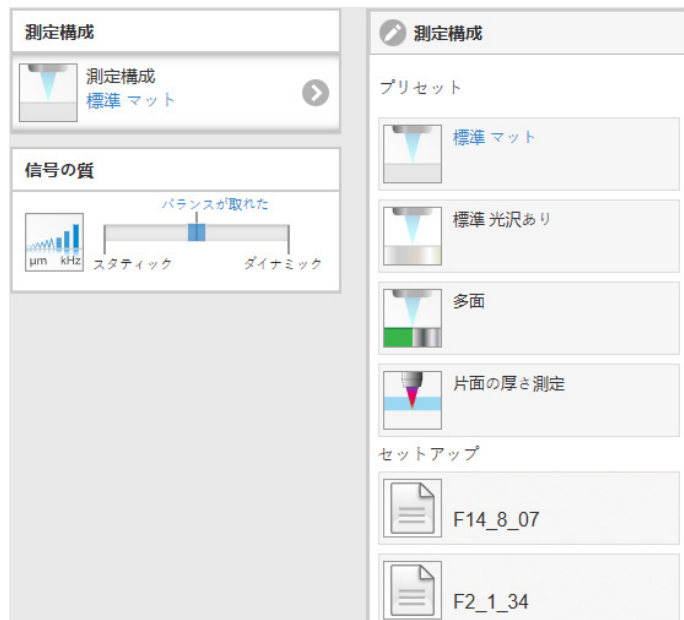 測定構成
測定構成
標準 マット
信号の質
バランスが取れた
µm kHz
スタティック ダイナミック
測定構成
プリセット
標準 マット
標準 光沢あり
多面
片面の厚さ測定
セットアップ
F14_8_07
F2_1_34